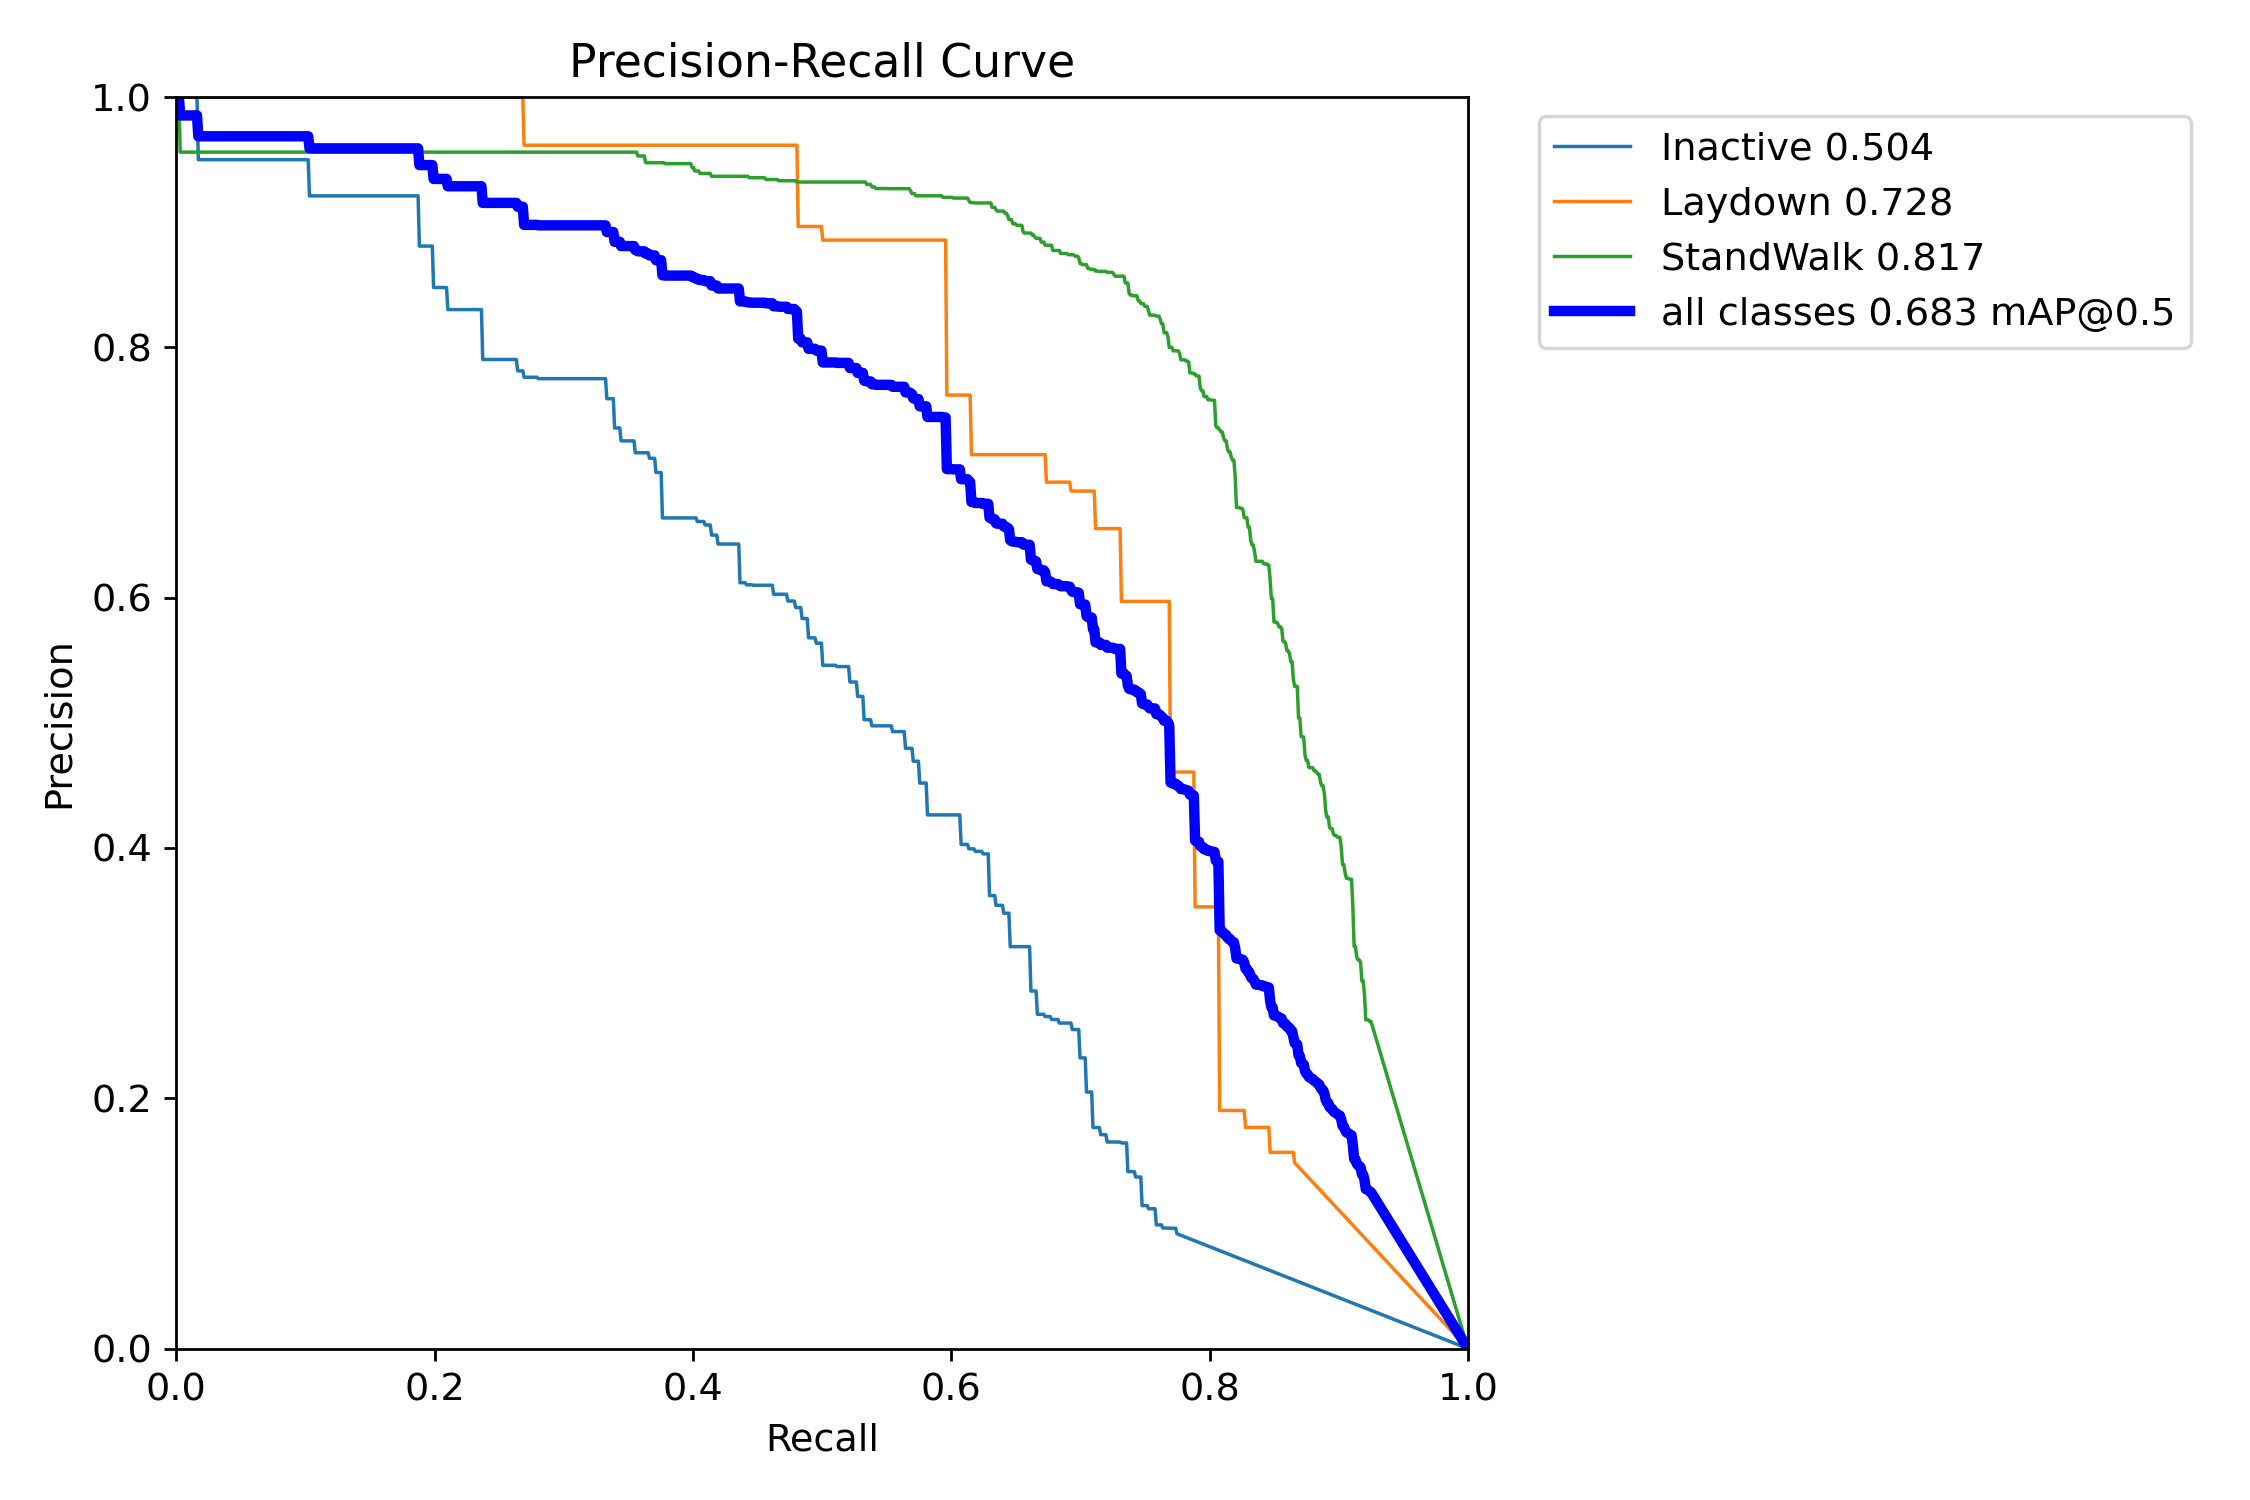 Precision-Recall Curve
1.0
0.8
0.6
0.4
0.2
0.0
Precision
0.0 0.2 0.4 0.6 0.8 1.0
Recall
Inactive 0.504
Laydown 0.728
StandWalk 0.817
all classes 0.683 mAP@0.5